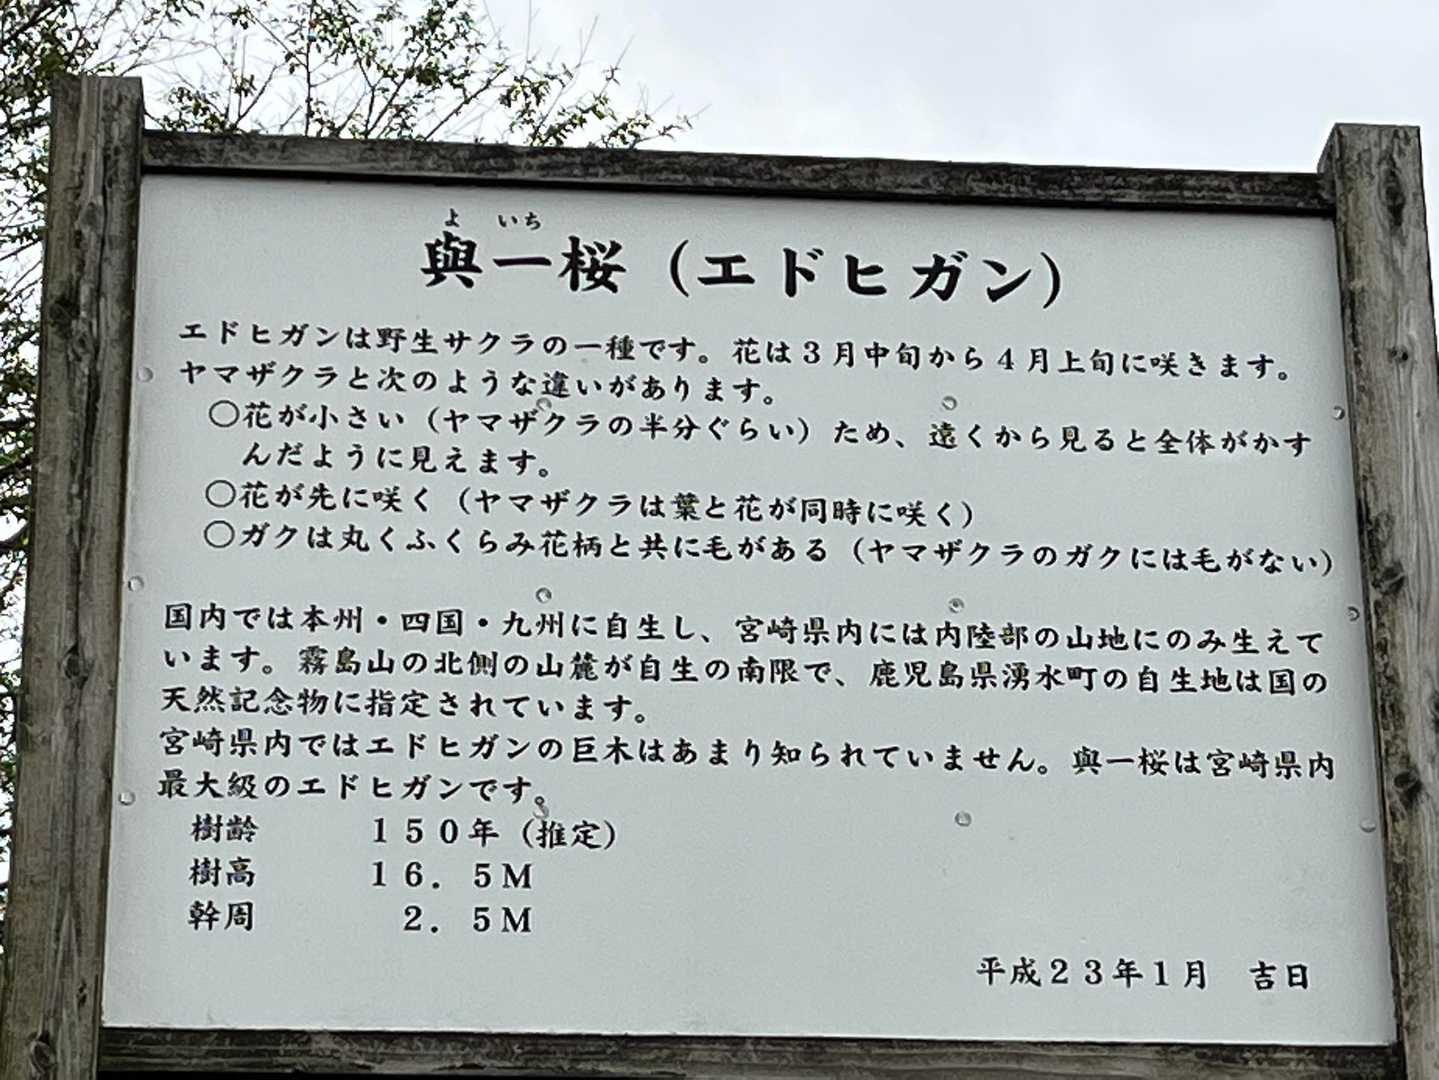 よ いち
與一桜（エドヒガン）
エドヒガンは野生サクラの一種です。花は３月中旬から４月上旬に咲きます。
ヤマザクラと次のような違いがあります。
○花が小さい（ヤマザクラの半分ぐらい）ため、遠くから見ると全体がかす
んだように見えます。
○花が先に咲く（ヤマザクラは葉と花が同時に咲く）
○ガクは丸くふくらみ花柄と共に毛がある（ヤマザクラのガクには毛がない）
国内では本州・四国・九州に自生し、宮崎県内には内陸部の山地にのみ生えて
います。霧島山の北側の山麓が自生の南限で、鹿児島県湧水町の自生地は国の
天然記念物に指定されています。
宮崎県内ではエドヒガンの巨木はあまり知られていません。與一桜は宮崎県内
最大級のエドヒガンです。
樹齢　１５０年（推定）
樹高　１６．５Ｍ
幹周　２．５Ｍ
平成２３年１月　吉日